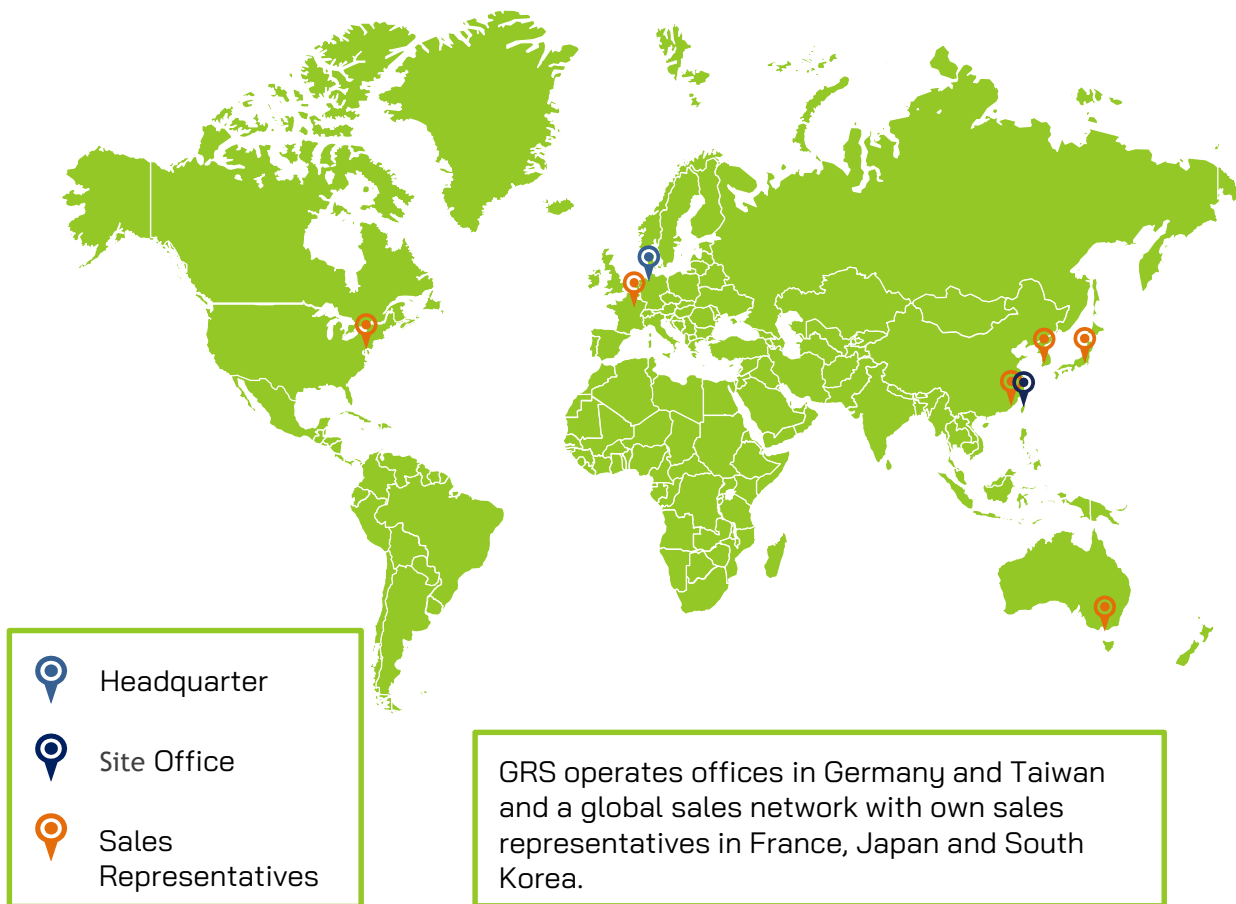 Headquarter
Site Office
Sales
Representatives
GRS operates offices in Germany and Taiwan
and a global sales network with own sales
representatives in France, Japan and South
Korea.